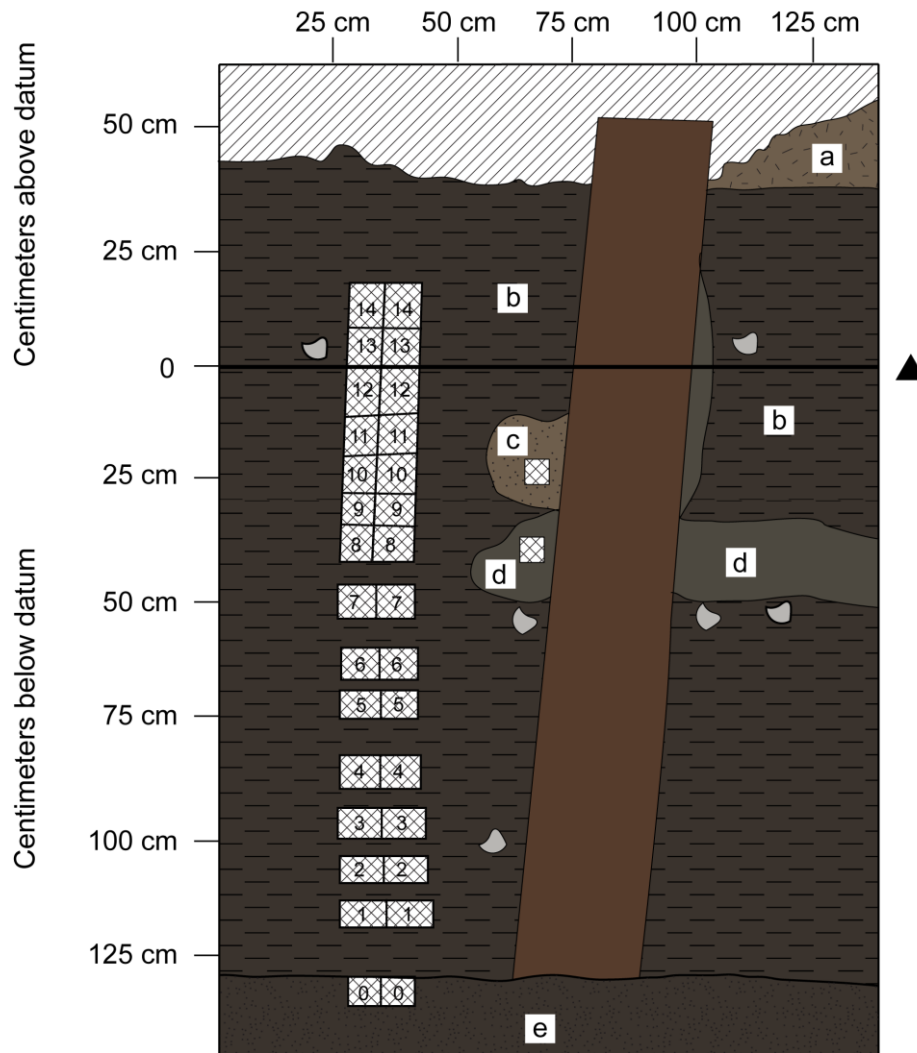 25 cm 50 cm 75 cm 100 cm 125 cm
Centimeters above datum
50 cm
a
25 cm
b
14 14
13 13
0
12 12
b
11 11
c
25 cm
10 10
9 9
8 8
d
d
50 cm
7 7
6 6
5 5
75 cm
Centimeters below datum
4 4
3 3
100 cm
2 2
1 1
125 cm
0 0
e